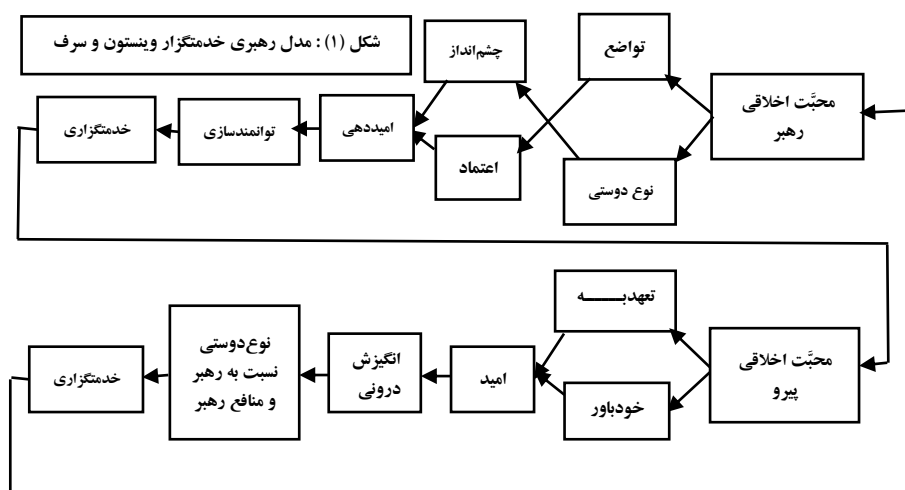 شکل (۱) : مدل رهبری خدمتگزار وینستون و سرف
محبَّت اخلاقی
رهبر
تواضع
نوع دوستی
چشم‌انداز
اعتماد
امیددهی
توانمندسازی
خدمتگزاری
محبَّت اخلاقی
پیرو
تعهدبـــــــه
خودباور
امید
انگیزش
درونی
نوع‌دوستی
نسبت به رهبر
و منافع رهبر
خدمتگزاری